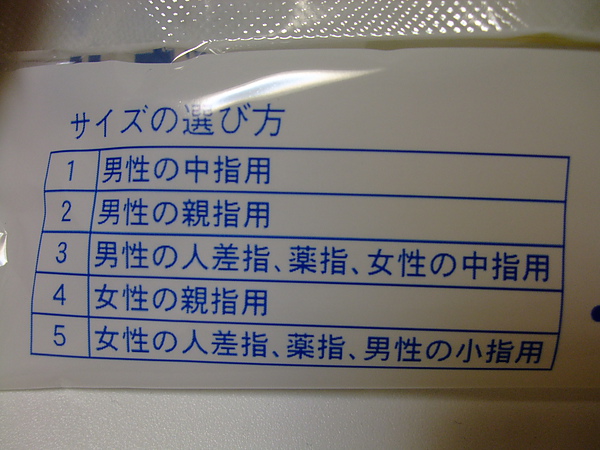 サイズの選び方
1 男性の中指用
2 男性の親指用
3 男性の人差指、薬指、女性の中指用
4 女性の親指用
5 女性の人差指、薬指、男性の小指用